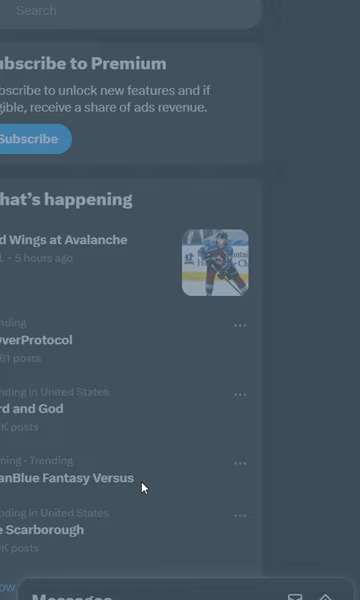 Search
ubscribe to Premium
bscribe to unlock new features and if
gible, receive a share of ads revenue.
Subscribe
hat's happening
d Wings at Avalanche
L · 5 hours ago
nding
OverProtocol
61 posts
nding in United States
rd and God
K posts
ming · Trending
anBlue Fantasy Versus
nding in United States
e Scarborough
K posts
ow
Messages